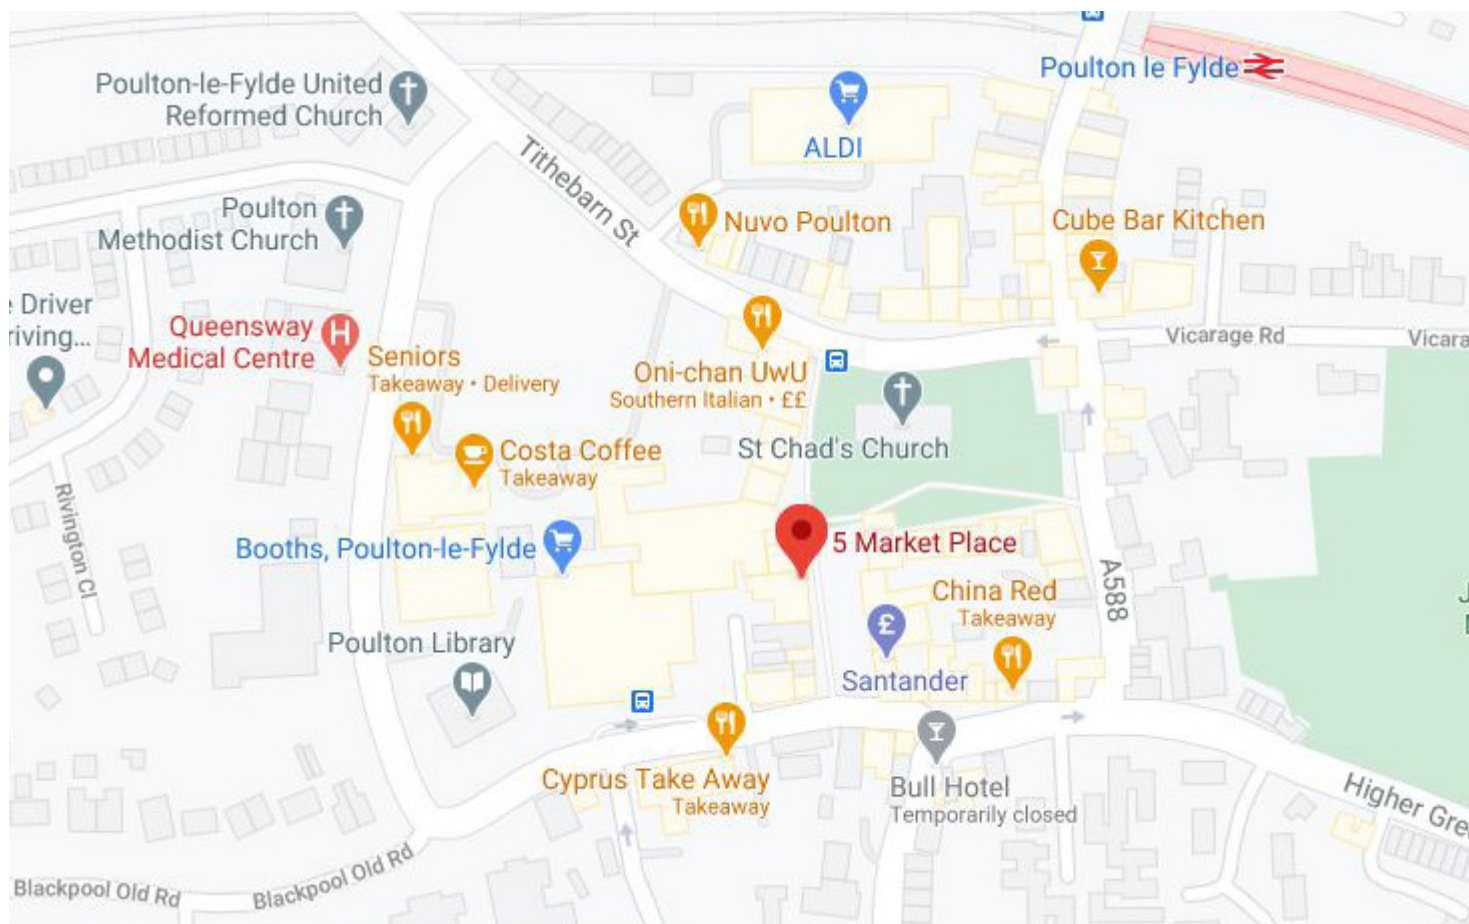 Poulton le Fylde
Poulton-le-Fylde United
Reformed Church
ALDI
Tithebarn St
Poulton
Methodist Church
Nuvo Poulton
Cube Bar Kitchen
e Driver
riving...
Queensway
Medical Centre
Vicarage Rd
Vicara
Seniors
Takeaway • Delivery
Oni-chan UwU
Southern Italian • ££
St Chad's Church
Costa Coffee
Takeaway
Rivington Cl
Booths, Poulton-le-Fylde
5 Market Place
A588
China Red
Takeaway
J
Poulton Library
£
Santander
Cyprus Take Away
Takeaway
Bull Hotel
Temporarily closed
Higher Gree
Blackpool Old Rd
Blackpool Old Rd
H